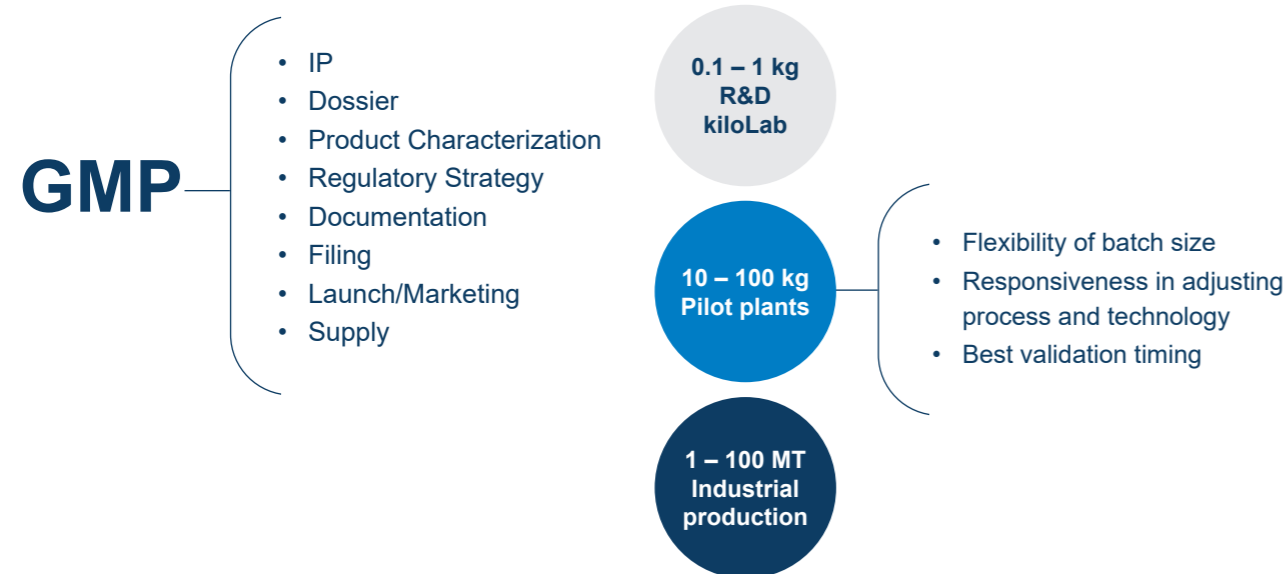 GMP
• IP
• Dossier
• Product Characterization
• Regulatory Strategy
• Documentation
• Filing
• Launch/Marketing
• Supply
0.1 – 1 kg
R&D
kiloLab
10 – 100 kg
Pilot plants
• Flexibility of batch size
• Responsiveness in adjusting
process and technology
• Best validation timing
1 – 100 MT
Industrial
production